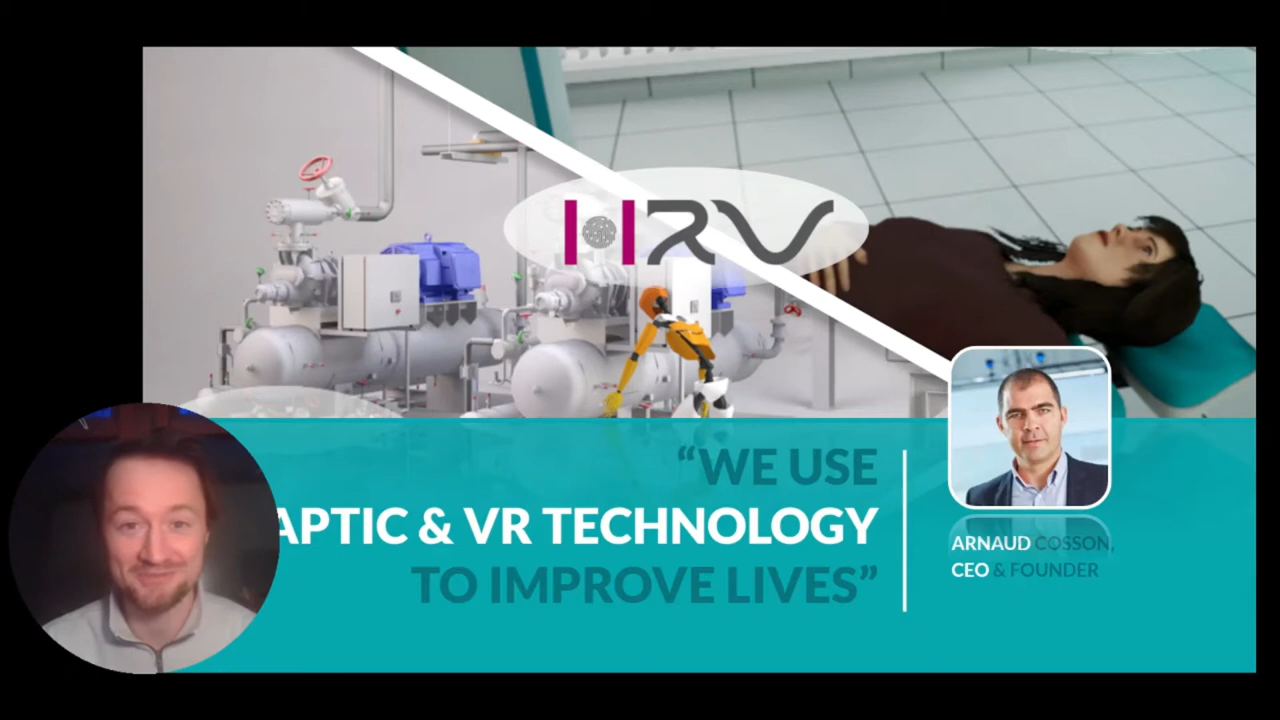 HRV
“WE USE
APTIC & VR TECHNOLOGY
TO IMPROVE LIVES”
ARNAUD COSSON,
CEO & FOUNDER